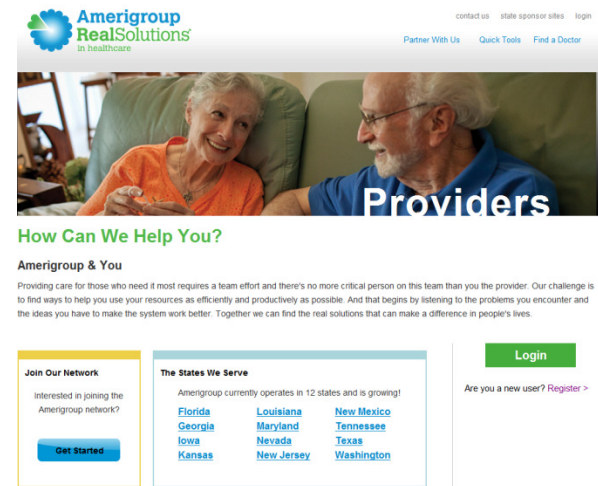 Amerigroup
RealSolutions
in healthcare
contact us state sponsor sites login
Partner With Us Quick Tools Find a Doctor
Providers
How Can We Help You?
Amerigroup & You
Providing care for those who need it most requires a team effort and there's no more critical person on this team than you the provider. Our challenge is
to find ways to help you use your resources as efficiently and productively as possible. And that begins by listening to the problems you encounter and
the ideas you have to make the system work better. Together we can find the real solutions that can make a difference in people's lives.
Join Our Network
Interested in joining the
Amerigroup network?
Get Started
The States We Serve
Amerigroup currently operates in 12 states and is growing!
Florida Louisiana New Mexico
Georgia Maryland Tennessee
Iowa Nevada Texas
Kansas New Jersey Washington
Login
Are you a new user? Register >